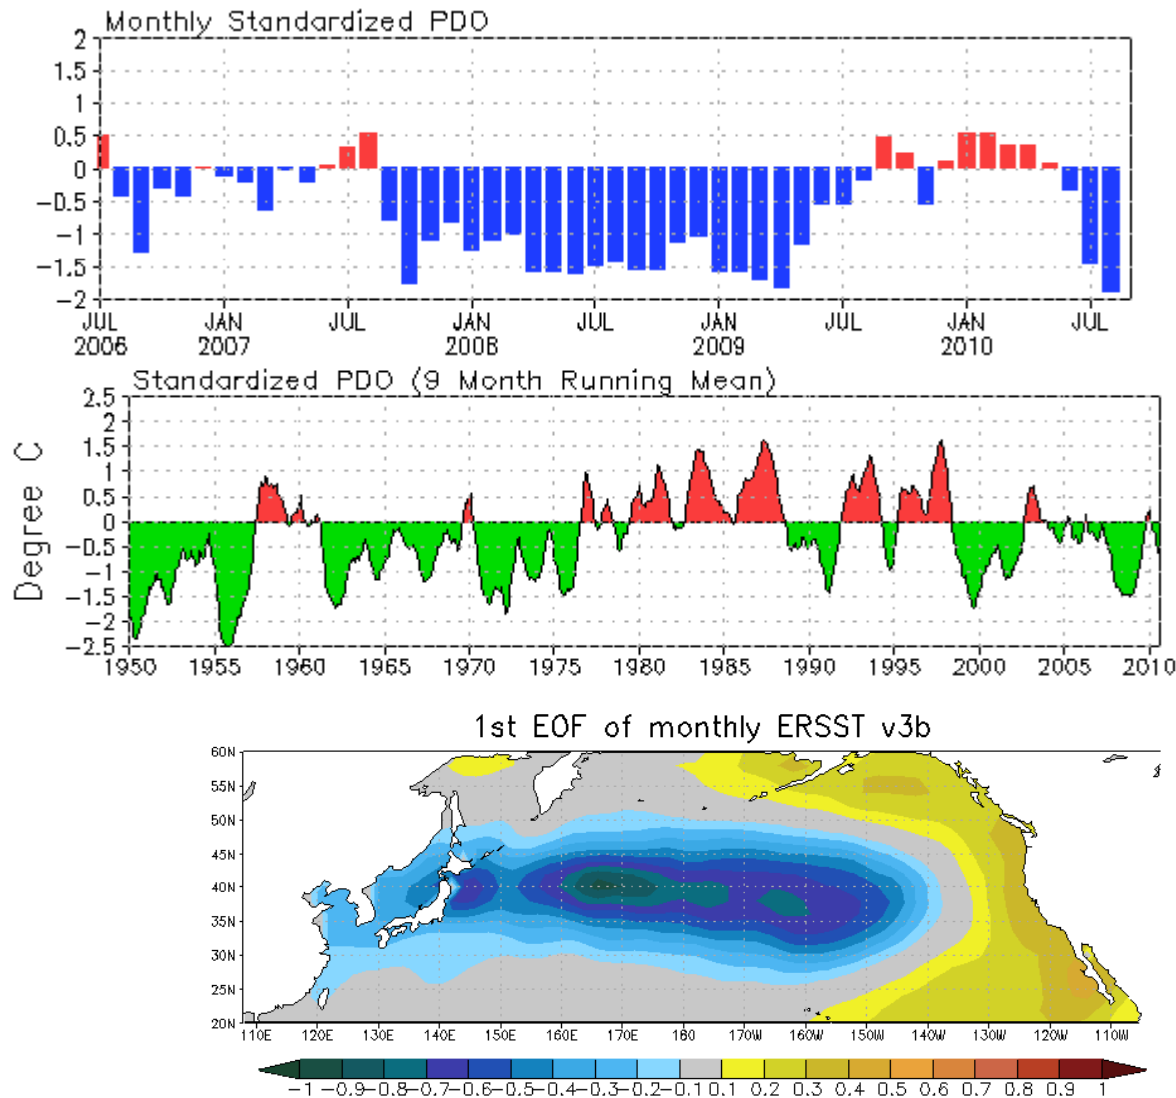 Monthly Standardized PDO
2
1.5
1
0.5
0
−0.5
−1
−1.5
−2
JUL JAN JUL JAN JUL JAN JUL JAN JUL
2006 2007 2008 2009 2010
Standardized PDO (9 Month Running Mean)
Degree C
2.5
2
1.5
1
0.5
0
−0.5
−1
−1.5
−2
−2.5
1950 1955 1960 1965 1970 1975 1980 1985 1990 1995 2000 2005 2010
1st EOF of monthly ERSST v3b
60N
55N
50N
45N
40N
35N
30N
25N
20N
110E 120E 130E 140E 150E 160E 170E 180 170W 160W 150W 140W 130W 120W 110W
−1 −0.9 −0.8 −0.7 −0.6 −0.5 −0.4 −0.3 −0.2 −0.1 0.1 0.2 0.3 0.4 0.5 0.6 0.7 0.8 0.9 1